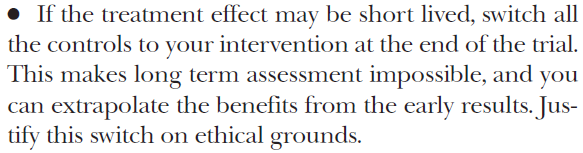 ● If the treatment effect may be short lived, switch all
the controls to your intervention at the end of the trial.
This makes long term assessment impossible, and you
can extrapolate the benefits from the early results. Jus-
tify this switch on ethical grounds.